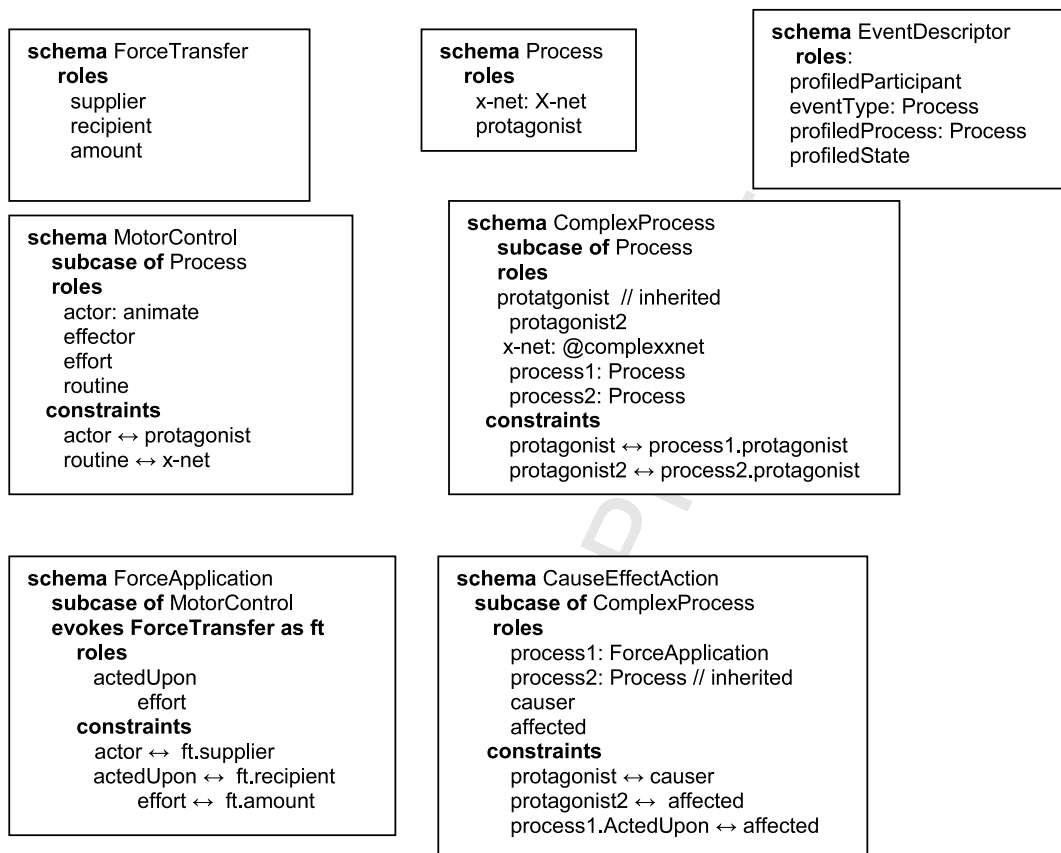 schema ForceTransfer
roles
supplier
recipient
amount
schema Process
roles
x-net: X-net
protagonist
schema EventDescriptor
roles:
profiledParticipant
eventType: Process
profiledProcess: Process
profiledState
schema MotorControl
subcase of Process
roles
actor: animate
effector
effort
routine
constraints
actor ↔ protagonist
routine ↔ x-net
schema ComplexProcess
subcase of Process
roles
protatgonist // inherited
protagonist2
x-net: @complexxnet
process1: Process
process2: Process
constraints
protagonist ↔ process1.protagonist
protagonist2 ↔ process2.protagonist
schema ForceApplication
subcase of MotorControl
evokes ForceTransfer as ft
roles
actedUpon
effort
constraints
actor ↔ ft.supplier
actedUpon ↔ ft.recipient
effort ↔ ft.amount
schema CauseEffectAction
subcase of ComplexProcess
roles
process1: ForceApplication
process2: Process // inherited
causer
affected
constraints
protagonist ↔ causer
protagonist2 ↔ affected
process1.ActedUpon ↔ affected